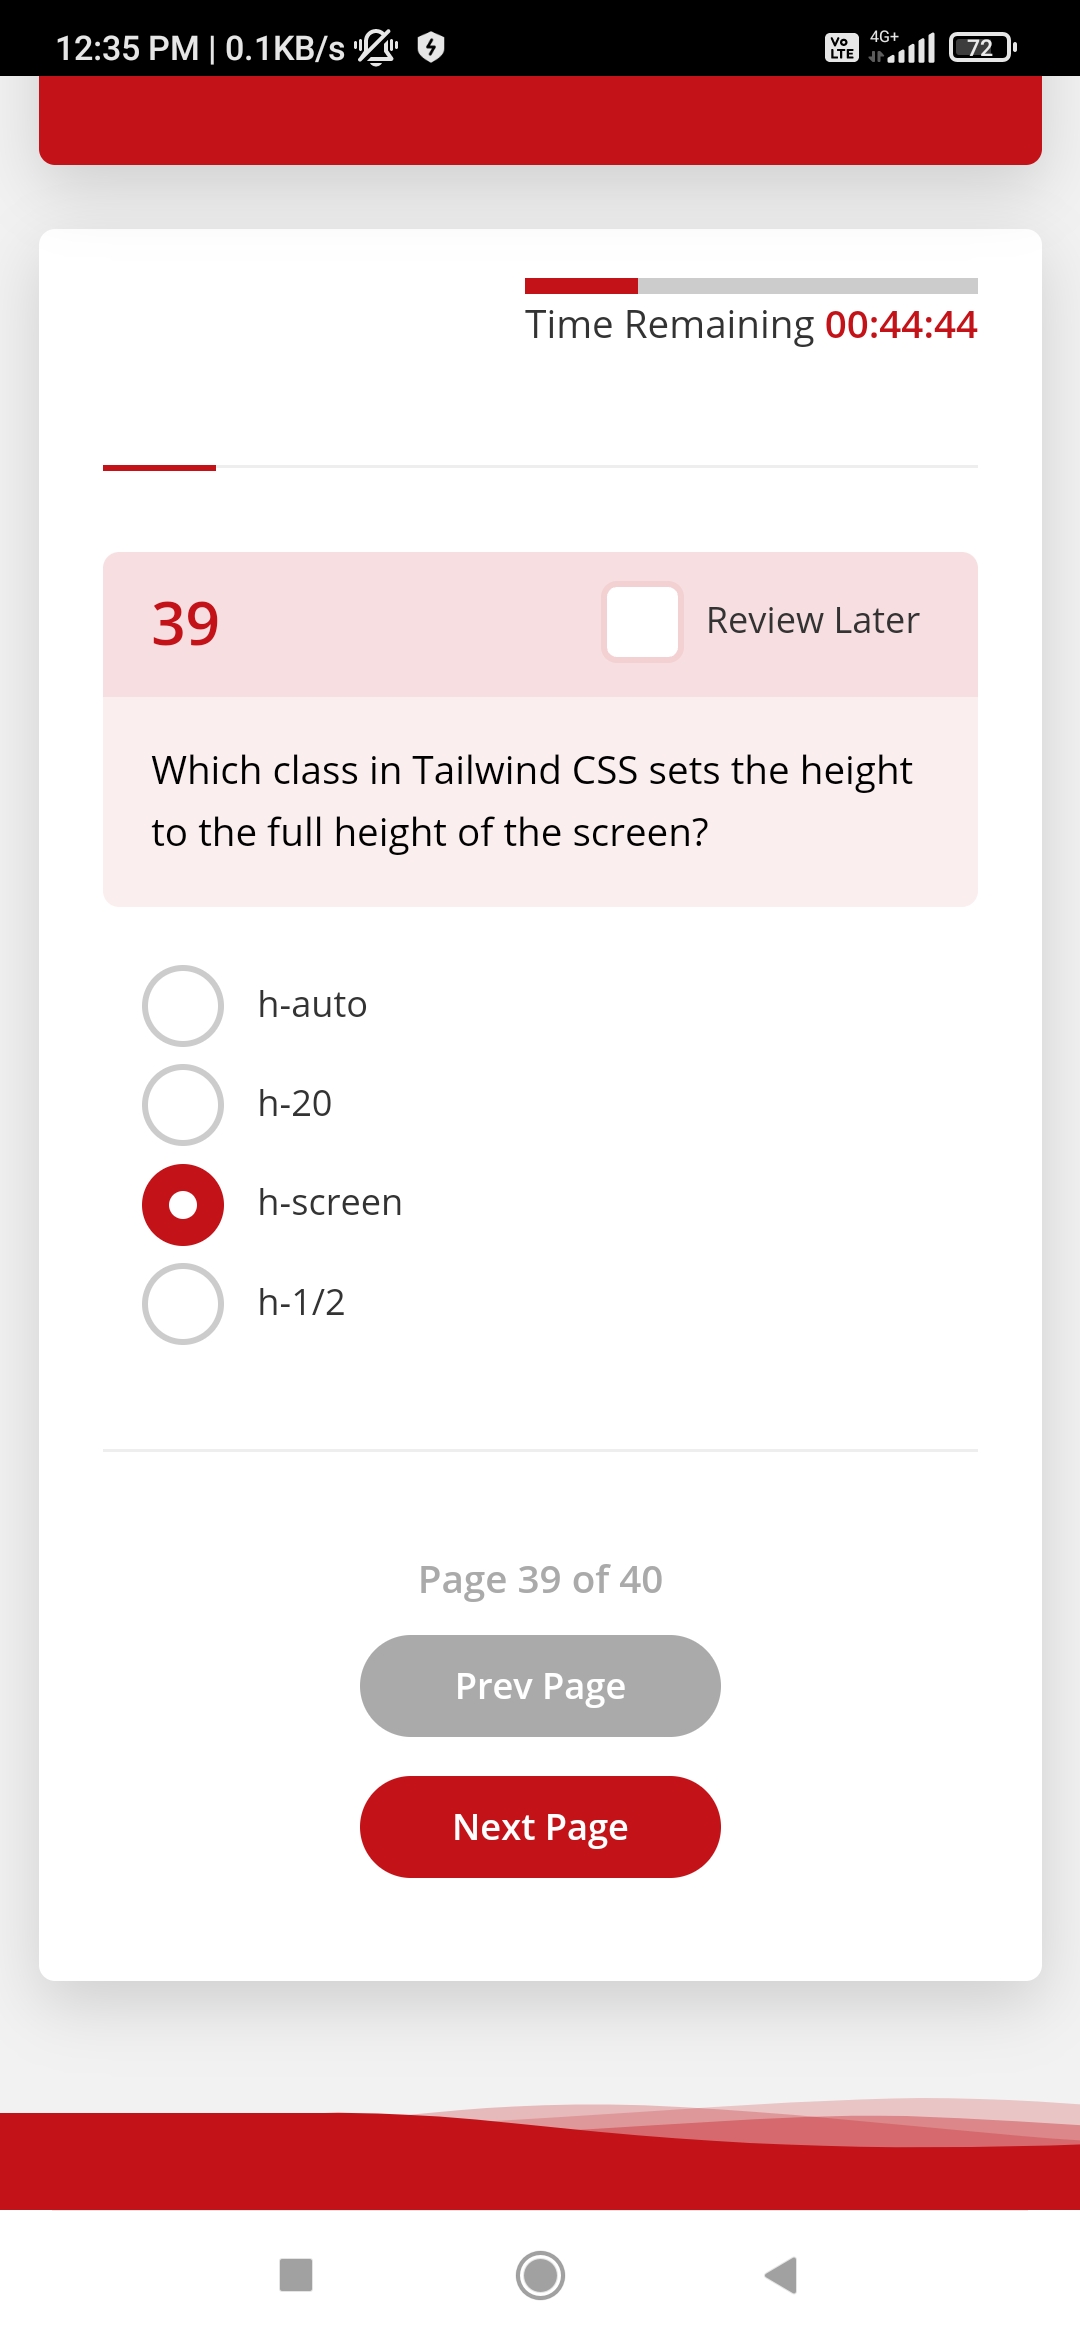 12:35 PM | 0.1KB/s
Vo LTE
4G+
72
Time Remaining 00:44:44
39
Review Later
Which class in Tailwind CSS sets the height
to the full height of the screen?
h-auto
h-20
h-screen
h-1/2
Page 39 of 40
Prev Page
Next Page